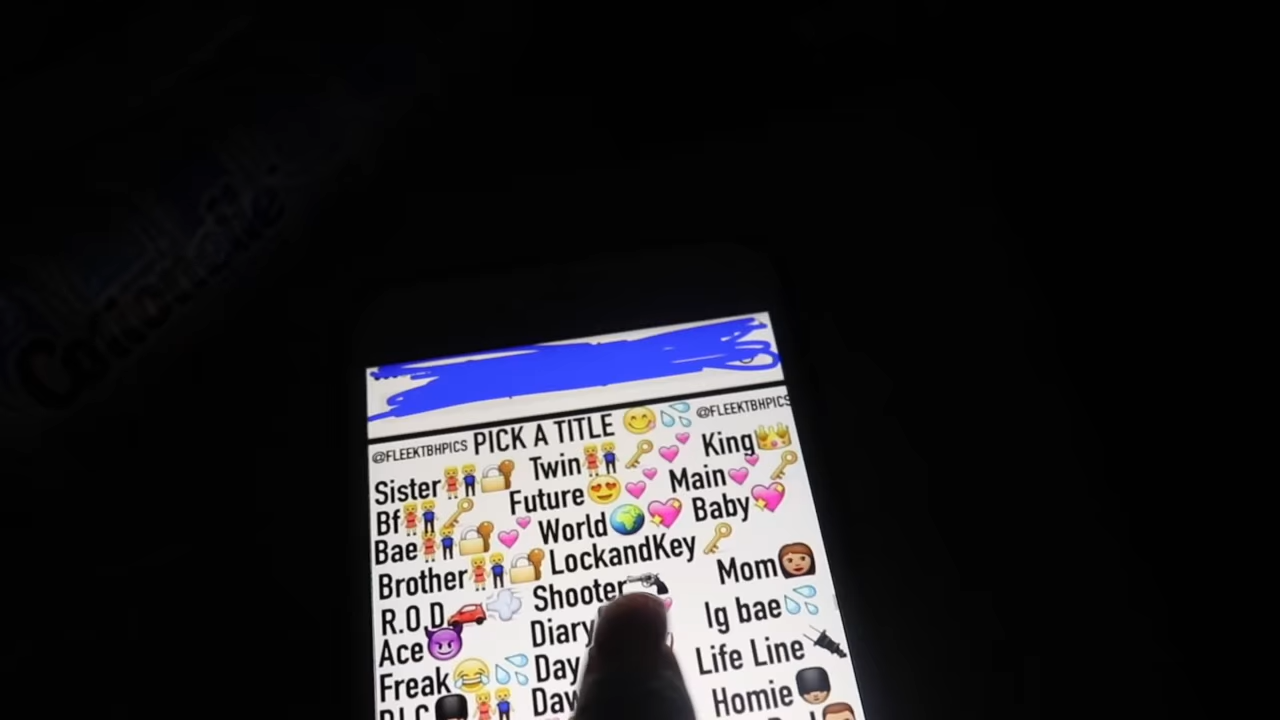 @FLEEKTBHPICS PICK A TITLE 😋💦 @FLEEKTBHPICS
Sister👫🔐 Twin👫🔑💕 King👑
Bf👫🔑 Future😍💕 Main💕🔑
Bae👫🔐💕 World🌍💖 Baby💖
Brother👫🔐 LockandKey🔑
R.O.D🚗💨 Shooter🔫 Mom👩🏽
Ace😈 Diary Ig bae💦
Freak😂💦 Day Life Line🔌
Homie